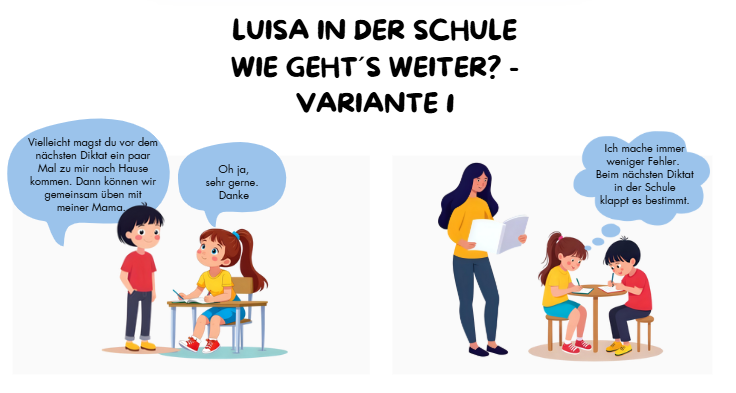 LUISA IN DER SCHULE
WIE GEHT´S WEITER? -
VARIANTE 1
Vielleicht magst du vor dem
nächsten Diktat ein paar
Mal zu mir nach Hause
kommen. Dann können wir
gemeinsam üben mit
meiner Mama.
Oh ja,
sehr gerne.
Danke
Ich mache immer
weniger Fehler.
Beim nächsten Diktat
in der Schule
klappt es bestimmt.